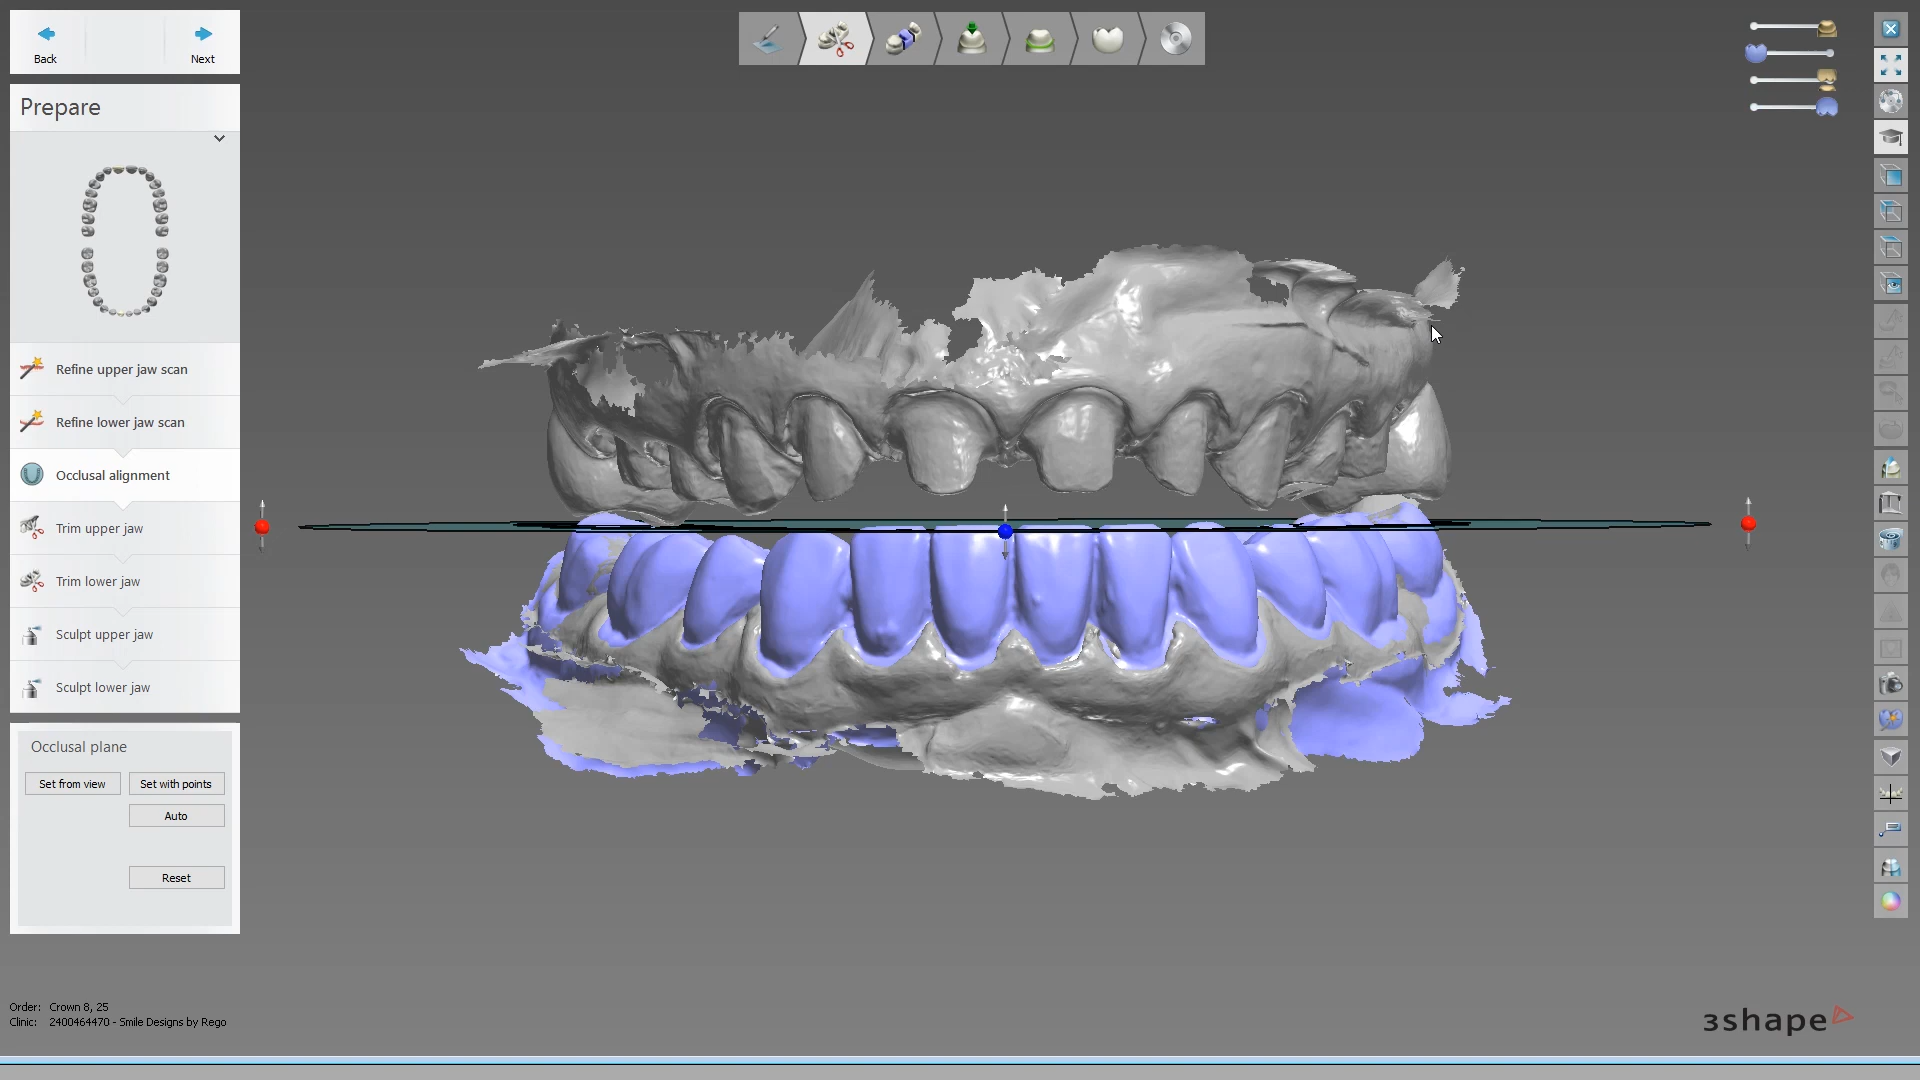 Back
Next
Prepare
Refine upper jaw scan
Refine lower jaw scan
Occlusal alignment
Trim upper jaw
Trim lower jaw
Sculpt upper jaw
Sculpt lower jaw
Occlusal plane
Set from view
Set with points
Auto
Reset
Order: Crown 8, 25
Clinic: 2400464470 - Smile Designs by Rego
3shape